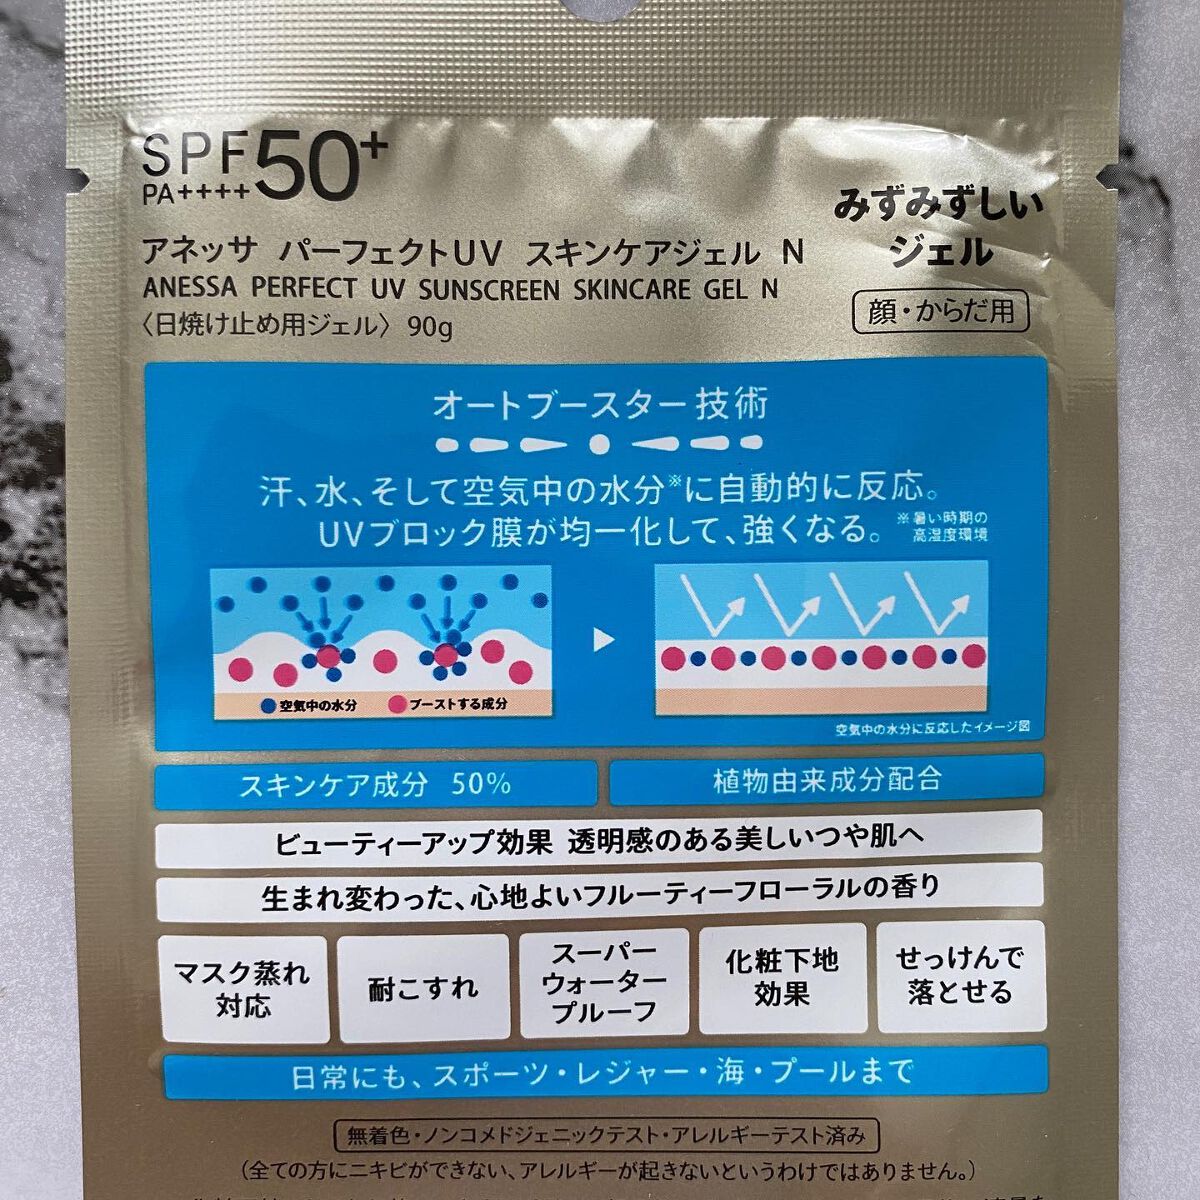 SPF50+
PA++++
みずみずしい
ジェル
アネッサ パーフェクトUV スキンケアジェル N
ANESSA PERFECT UV SUNSCREEN SKINCARE GEL N
〈日焼け止め用ジェル〉 90g
顔・からだ用
オートブースター技術
汗、水、そして空気中の水分※に自動的に反応。
UVブロック膜が均一化して、強くなる。
※暑い時期の
高湿度環境
空気中の水分 ブーストする成分
空気中の水分に反応したイメージ図
スキンケア成分 50%
植物由来成分配合
ビューティーアップ効果 透明感のある美しいつや肌へ
生まれ変わった、心地よいフルーティーフローラルの香り
マスク蒸れ
対応
耐こすれ
スーパー
ウォーター
プルーフ
化粧下地
効果
せっけんで
落とせる
日常にも、スポーツ・レジャー・海・プールまで
無着色・ノンコメドジェニックテスト・アレルギーテスト済み
(全ての方にニキビができない、アレルギーが起きないというわけではありません。)